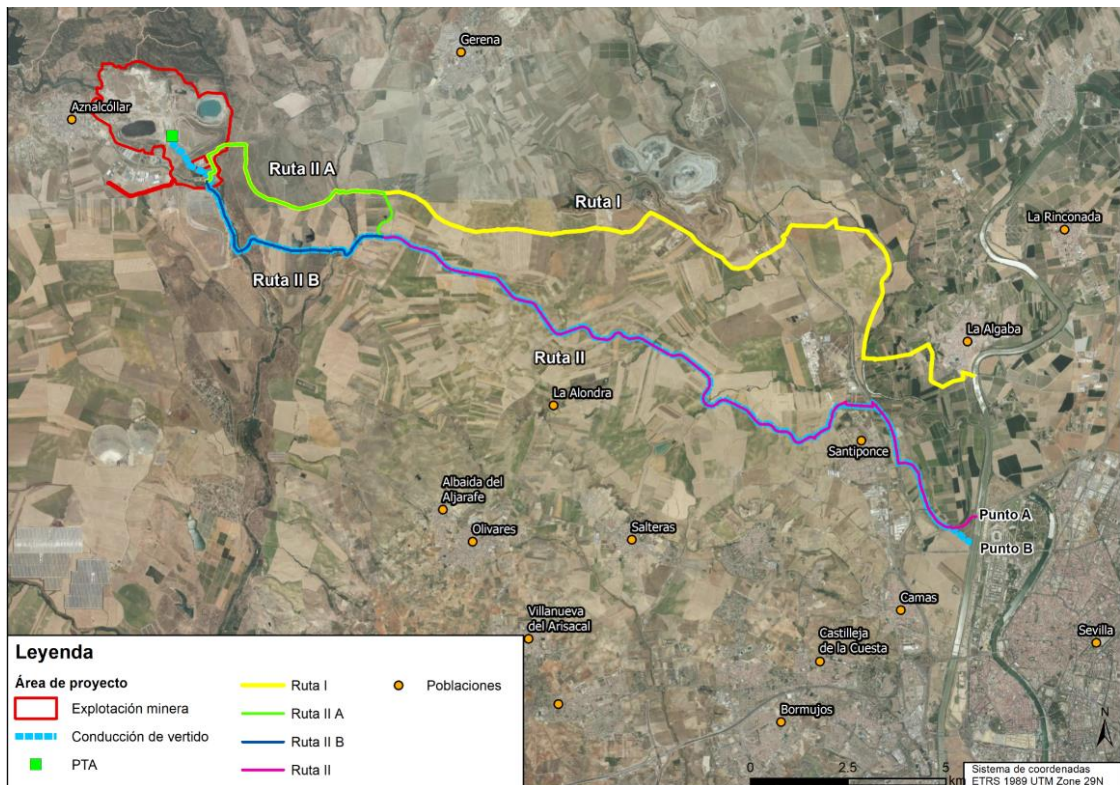 Gerena
Aznalcóllar
Ruta II A
Ruta I
La Rinconada
Ruta II B
La Algaba
Ruta II
La Alondra
Santiponce
Albaida del
Aljarafe
Olivares
Salteras
Punto A
Punto B
Camas
Villanueva
del Arisacal
Castilleja
de la Cuesta
Sevilla
Bormujos
Leyenda
Área de proyecto
Explotación minera
Conducción de vertido
PTA
Ruta I
Ruta II A
Ruta II B
Ruta II
Poblaciones
N
0 2.5 5
km
Sistema de coordenadas
ETRS 1989 UTM Zone 29N